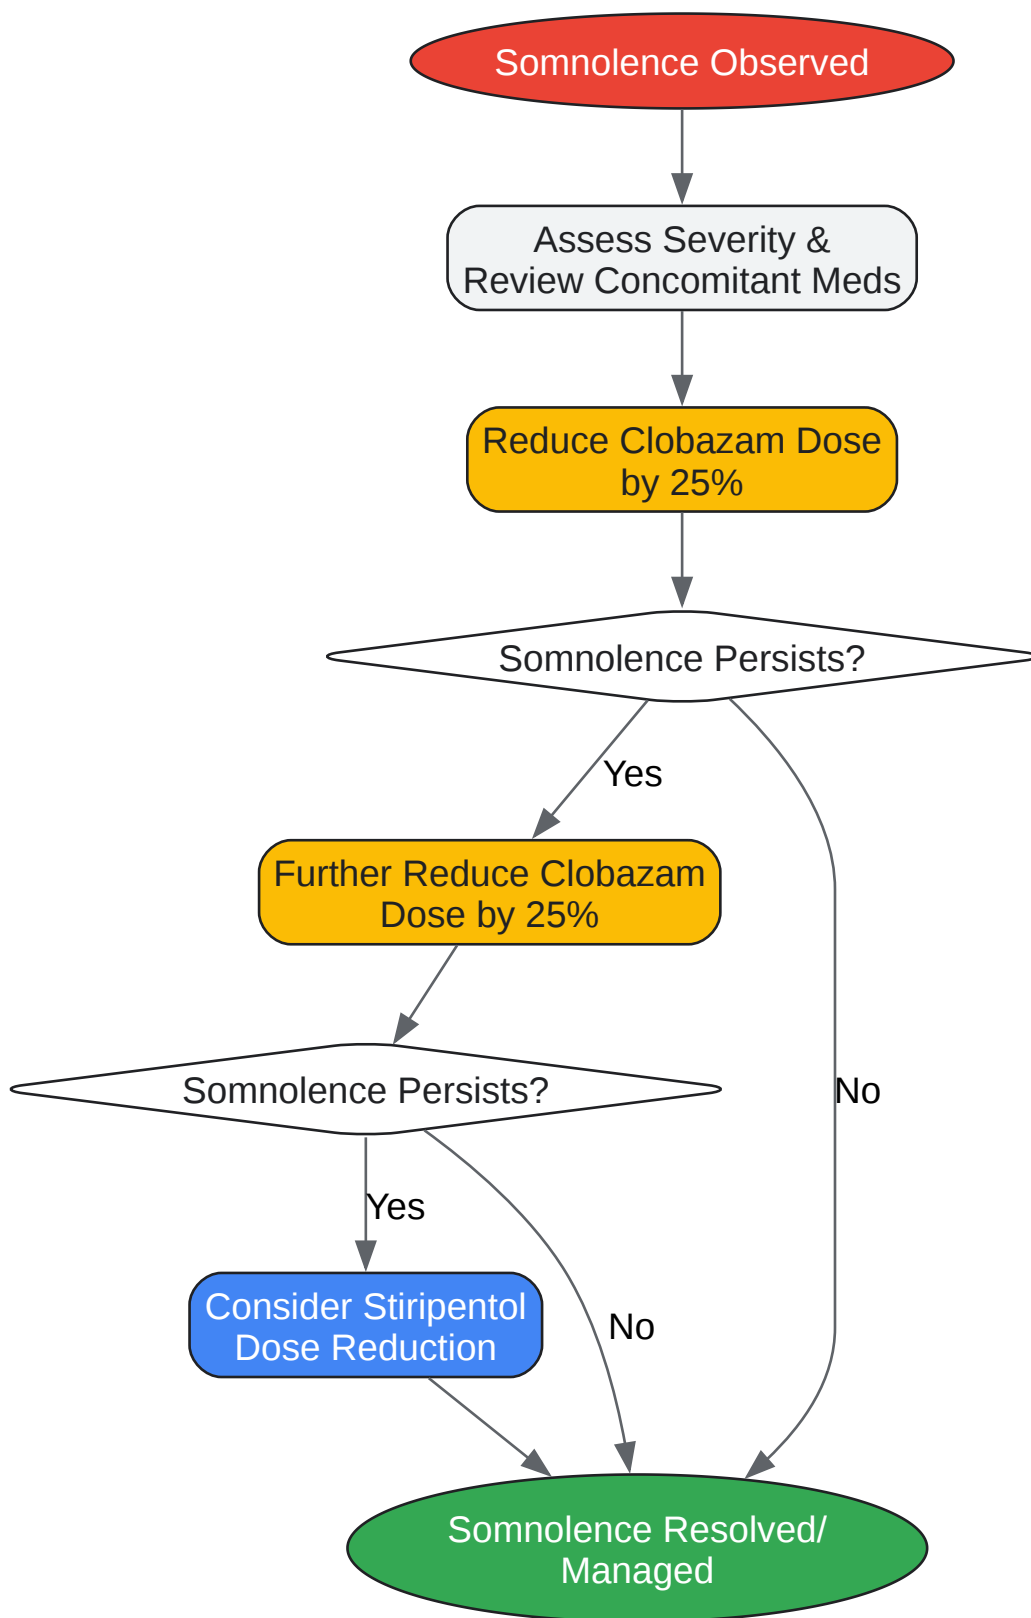 Somnolence Observed
Assess Severity &
Review Concomitant Meds
Reduce Clobazam Dose
by 25%
Somnolence Persists?
Yes
Further Reduce Clobazam
Dose by 25%
Somnolence Persists?
No
Yes
Consider Stiripentol
Dose Reduction
No
Somnolence Resolved/
Managed